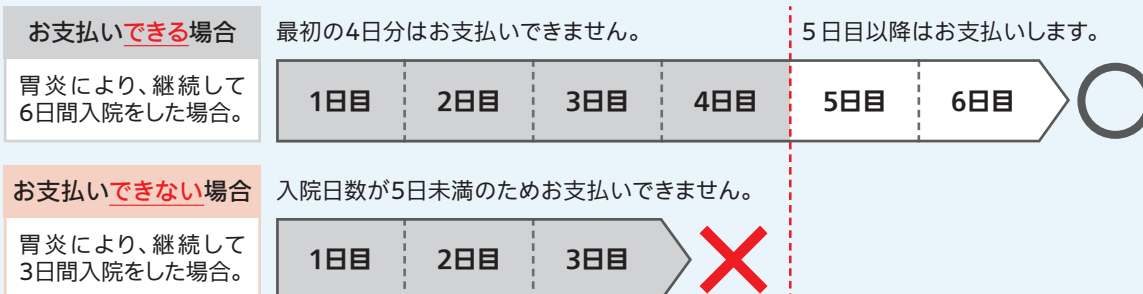 お支払いできる場合
最初の4日分はお支払いできません。
5日目以降はお支払いします。
胃炎により、継続して
6日間入院をした場合。
1日目
2日目
3日目
4日目
5日目
6日目
お支払いできない場合
入院日数が5日未満のためお支払いできません。
胃炎により、継続して
3日間入院をした場合。
1日目
2日目
3日目